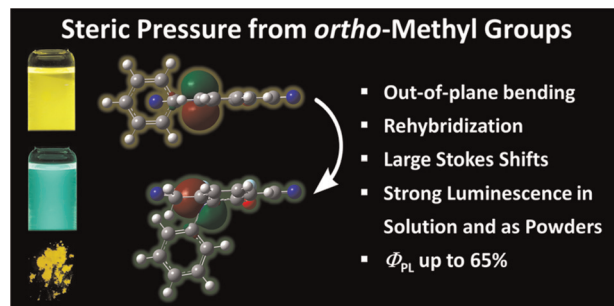 Steric Pressure from ortho-Methyl Groups
▪ Out-of-plane bending
▪ Rehybridization
▪ Large Stokes Shifts
▪ Strong Luminescence in
Solution and as Powders
▪ ΦPL up to 65%